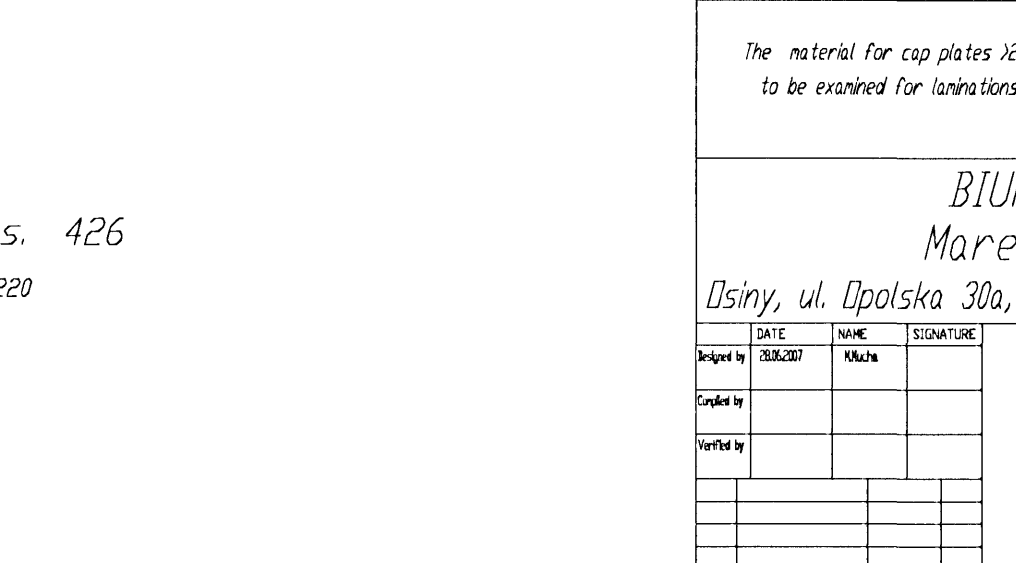 The material for cap plates >2
to be examined for laminations
BIU
Mare
s. 426
220
Osiny, ul. Opolska 30a,
DATE NAME SIGNATURE
Designed by 28.06.2007 M.Mucha
Compiled by
Verified by